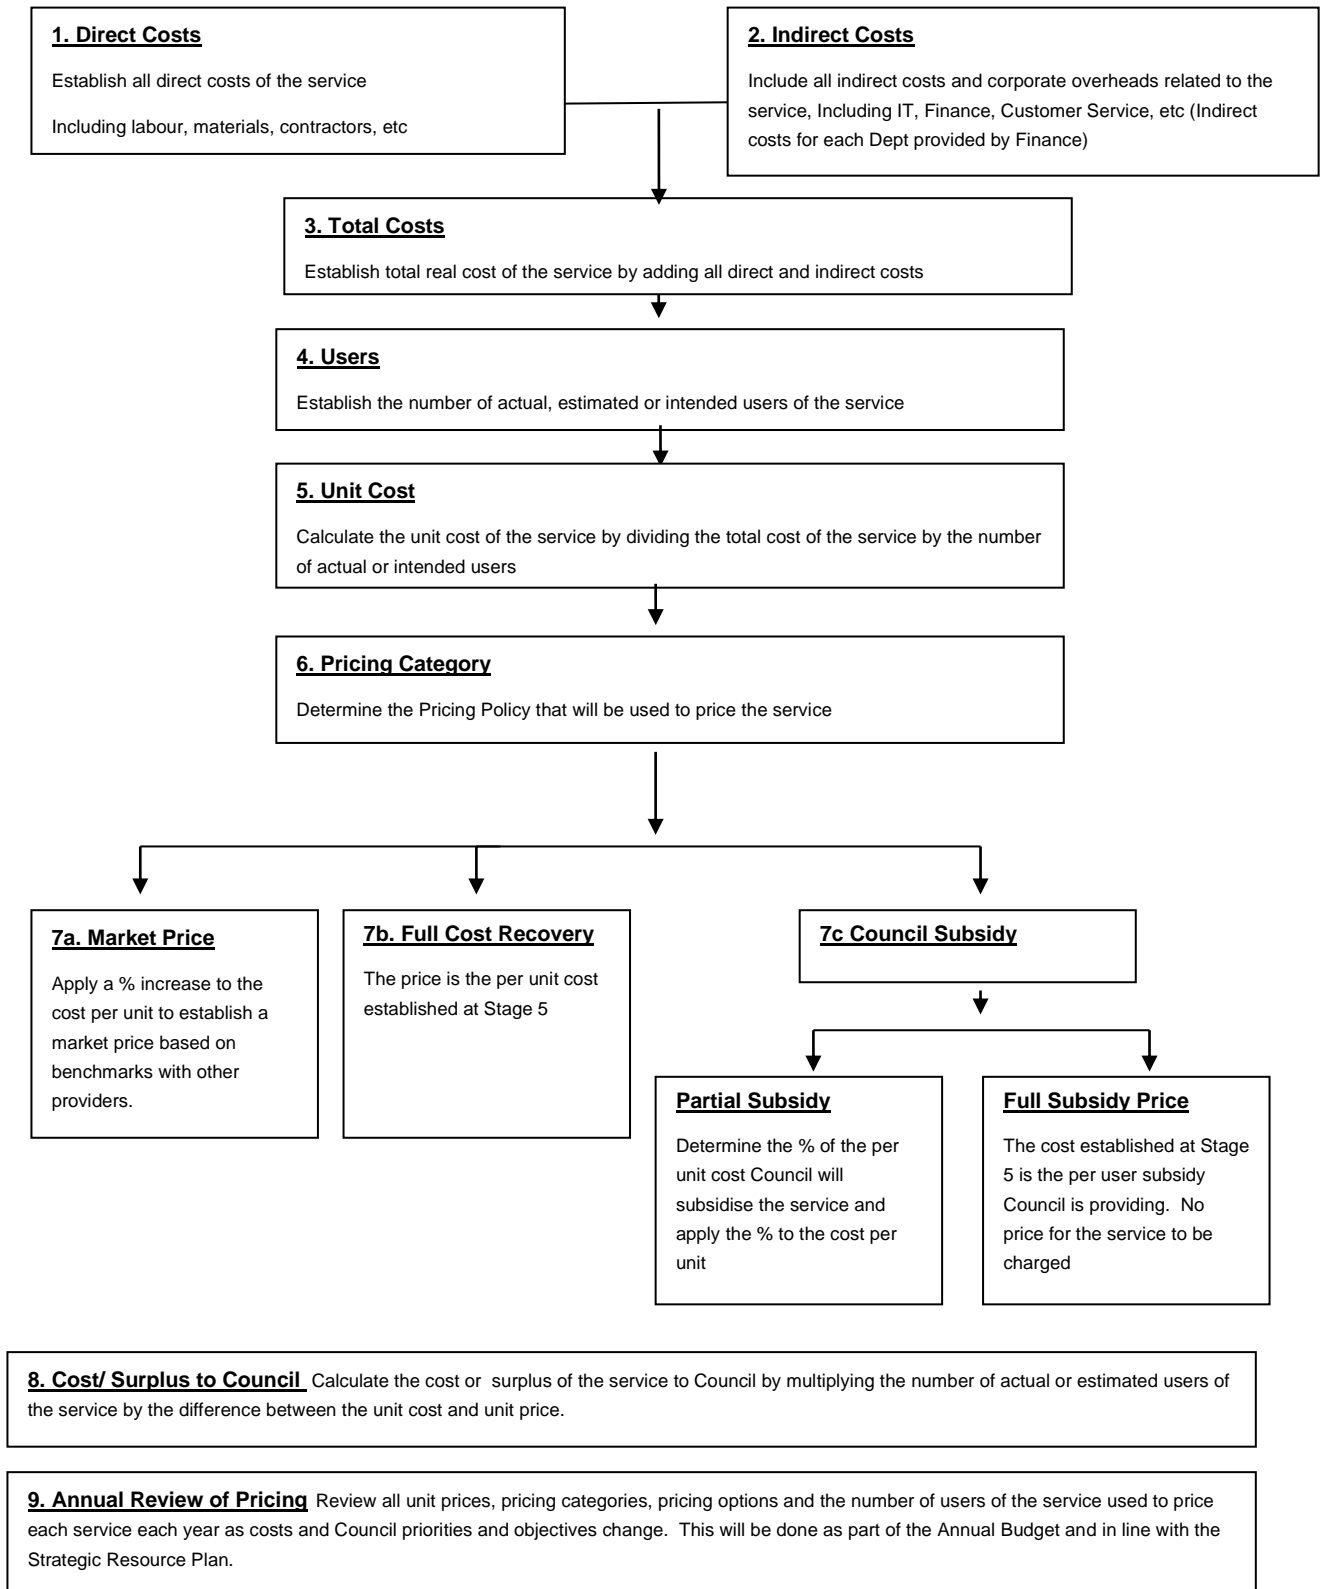 1. Direct Costs
Establish all direct costs of the service
Including labour, materials, contractors, etc
2. Indirect Costs
Include all indirect costs and corporate overheads related to the
service, Including IT, Finance, Customer Service, etc (Indirect
costs for each Dept provided by Finance)
3. Total Costs
Establish total real cost of the service by adding all direct and indirect costs
4. Users
Establish the number of actual, estimated or intended users of the service
5. Unit Cost
Calculate the unit cost of the service by dividing the total cost of the service by the number
of actual or intended users
6. Pricing Category
Determine the Pricing Policy that will be used to price the service
7a. Market Price
Apply a % increase to the
cost per unit to establish a
market price based on
benchmarks with other
providers.
7b. Full Cost Recovery
The price is the per unit cost
established at Stage 5
7c Council Subsidy
Partial Subsidy
Determine the % of the per
unit cost Council will
subsidise the service and
apply the % to the cost per
unit
Full Subsidy Price
The cost established at Stage
5 is the per user subsidy
Council is providing.  No
price for the service to be
charged
8. Cost/ Surplus to Council  Calculate the cost or  surplus of the service to Council by multiplying the number of actual or estimated users of
the service by the difference between the unit cost and unit price.
9. Annual Review of Pricing  Review all unit prices, pricing categories, pricing options and the number of users of the service used to price
each service each year as costs and Council priorities and objectives change.  This will be done as part of the Annual Budget and in line with the
Strategic Resource Plan.